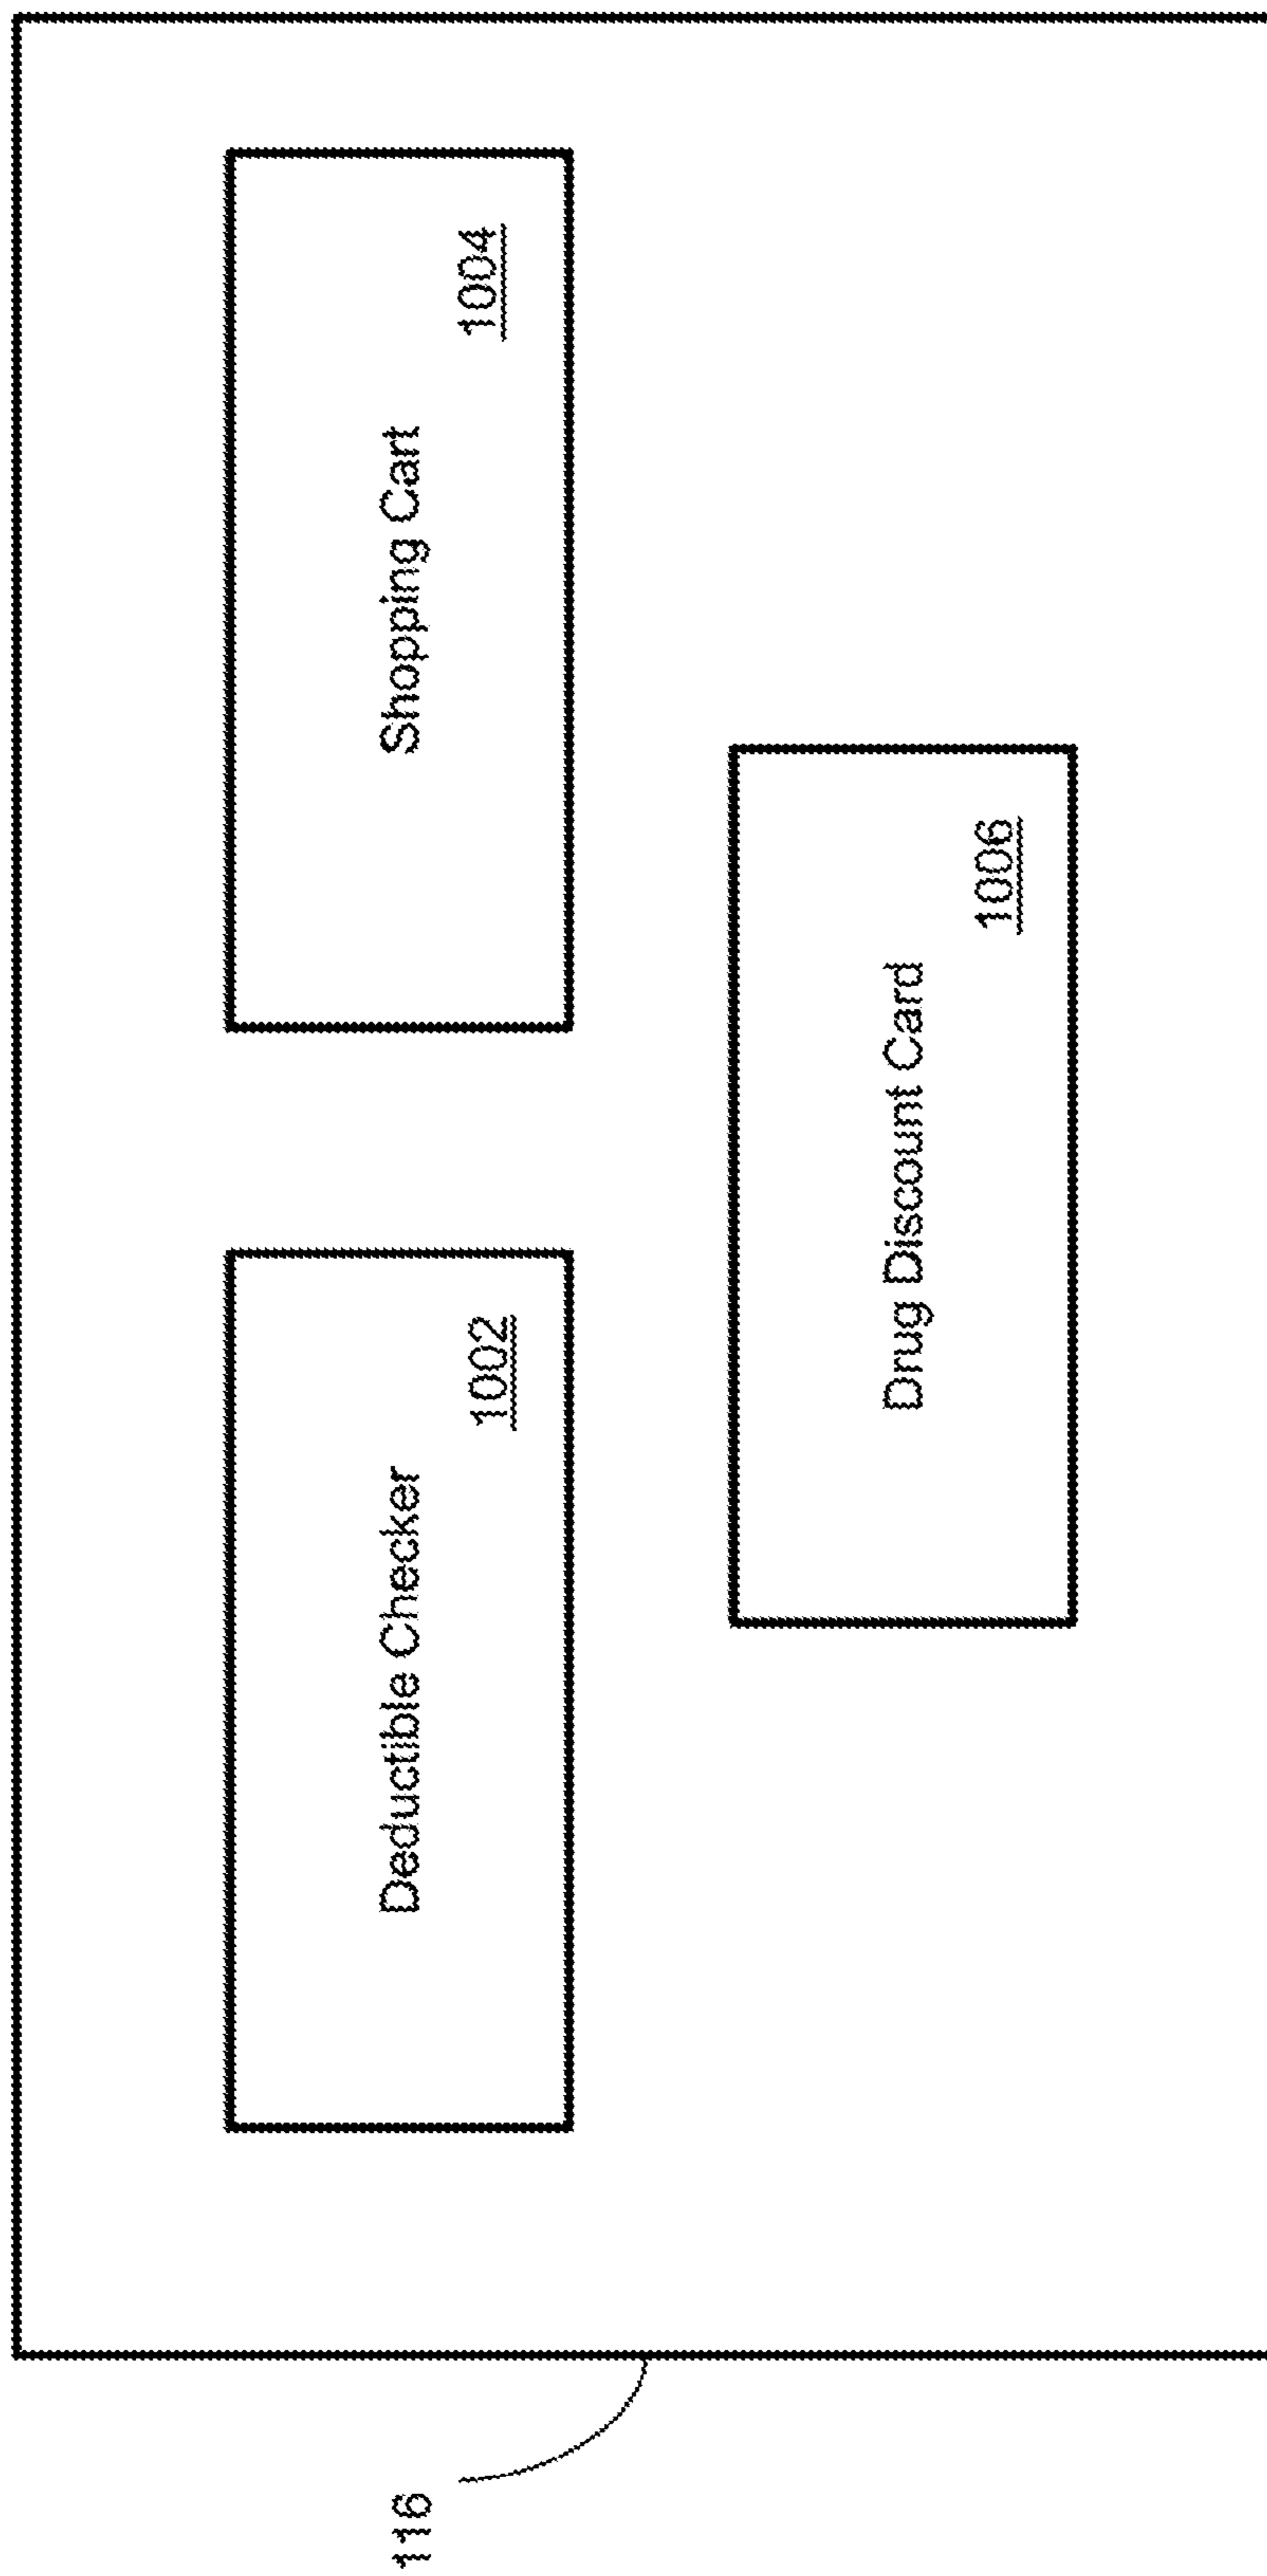 116
Deductible Checker
1002
Shopping Cart
1004
Drug Discount Card
1006